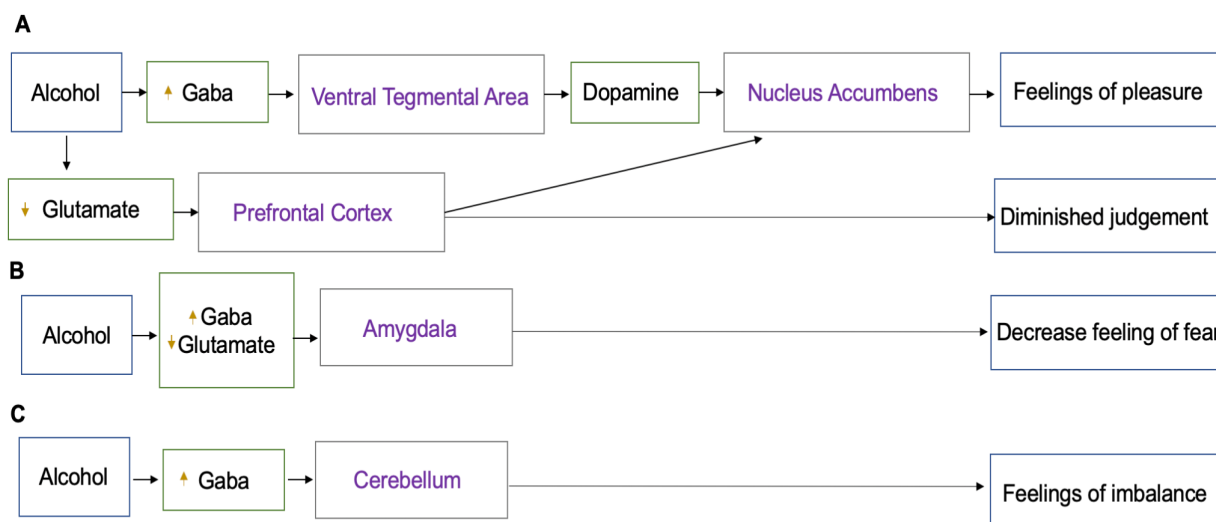 A
Alcohol
↑ Gaba
Ventral Tegmental Area
Dopamine
Nucleus Accumbens
Feelings of pleasure
↓ Glutamate
Prefrontal Cortex
Diminished judgement
B
Alcohol
↑Gaba
↓Glutamate
Amygdala
Decrease feeling of fear
C
Alcohol
↑ Gaba
Cerebellum
Feelings of imbalance